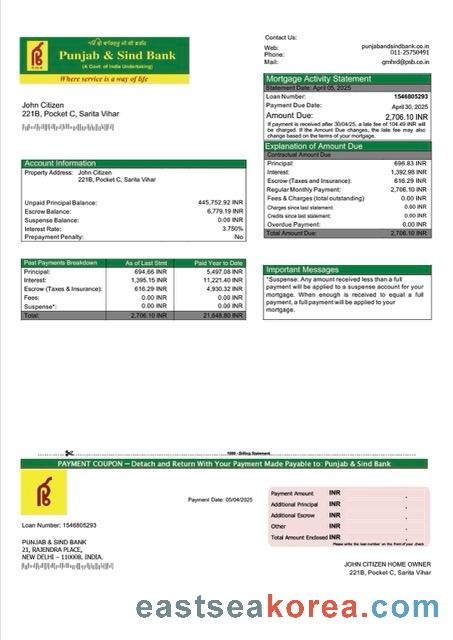 Punjab & Sind Bank
(A Govt. of India Undertaking)
Where service is a way of life
Contact Us:
Web: punjabandsindbank.co.in
Phone: 011-25750491
Mail: gmhrd@psb.co.in
John Citizen
221B, Pocket C, Sarita Vihar
Mortgage Activity Statement
Statement Date: April 05, 2025
Loan Number: 1546805293
Payment Due Date: April 30, 2025
Amount Due: 2,706.10 INR
If payment is received after 30/04/25, a late fee of 104.49 INR will
be charged. If the Amount Due changes, the late fee may also
change based on terms of your mortgage.
Explanation of Amount Due
Contractual Amount Due
Principal: 696.83 INR
Interest: 1,392.98 INR
Escrow (Taxes and Insurance): 616.29 INR
Regular Monthly Payment: 2,706.10 INR
Fees & Charges (total outstanding) 0.00 INR
Charges since last statement: 0.00 INR
Credits since last statement: 0.00 INR
Overdue Payment: 0.00 INR
Total Amount Due: 2,706.10 INR
Account Information
Property Address: John Citizen
221B, Pocket C, Sarita Vihar
Unpaid Principal Balance: 445,752.92 INR
Escrow Balance: 6,779.19 INR
Suspense Balance: 0.00 INR
Interest Rate: 3.750%
Prepayment Penalty: No
Past Payments Breakdown As of Last Stmt Paid Year to Date
Principal: 694.66 INR 5,497.08 INR
Interest: 1,395.15 INR 11,221.40 INR
Escrow (Taxes & Insurance): 616.29 INR 4,930.32 INR
Fees: 0.00 INR 0.00 INR
Suspense*: 0.00 INR 0.00 INR
Total: 2,706.10 INR 21,648.80 INR
Important Messages
*Suspense: Any amount received less than a full
payment will be applied to a suspense account for your
mortgage. When enough is received to equal a full
payment, a full payment will be applied to your
mortgage.
1089 - Billing Statement
PAYMENT COUPON – Detach and Return With Your Payment Made Payable to: Punjab & Sind Bank
Payment Date: 05/04/2025
Payment Amount INR .
Additional Principal INR .
Additional Escrow INR .
Other INR .
Total Amount Enclosed INR .
Please write the loan number on the front of your check
Loan Number: 1546805293
PUNJAB & SIND BANK
21, RAJENDRA PLACE,
NEW DELHI – 110008, INDIA,
JOHN CITIZEN HOME OWNER
221B, Pocket C, Sarita Vihar
eastseakorea.com